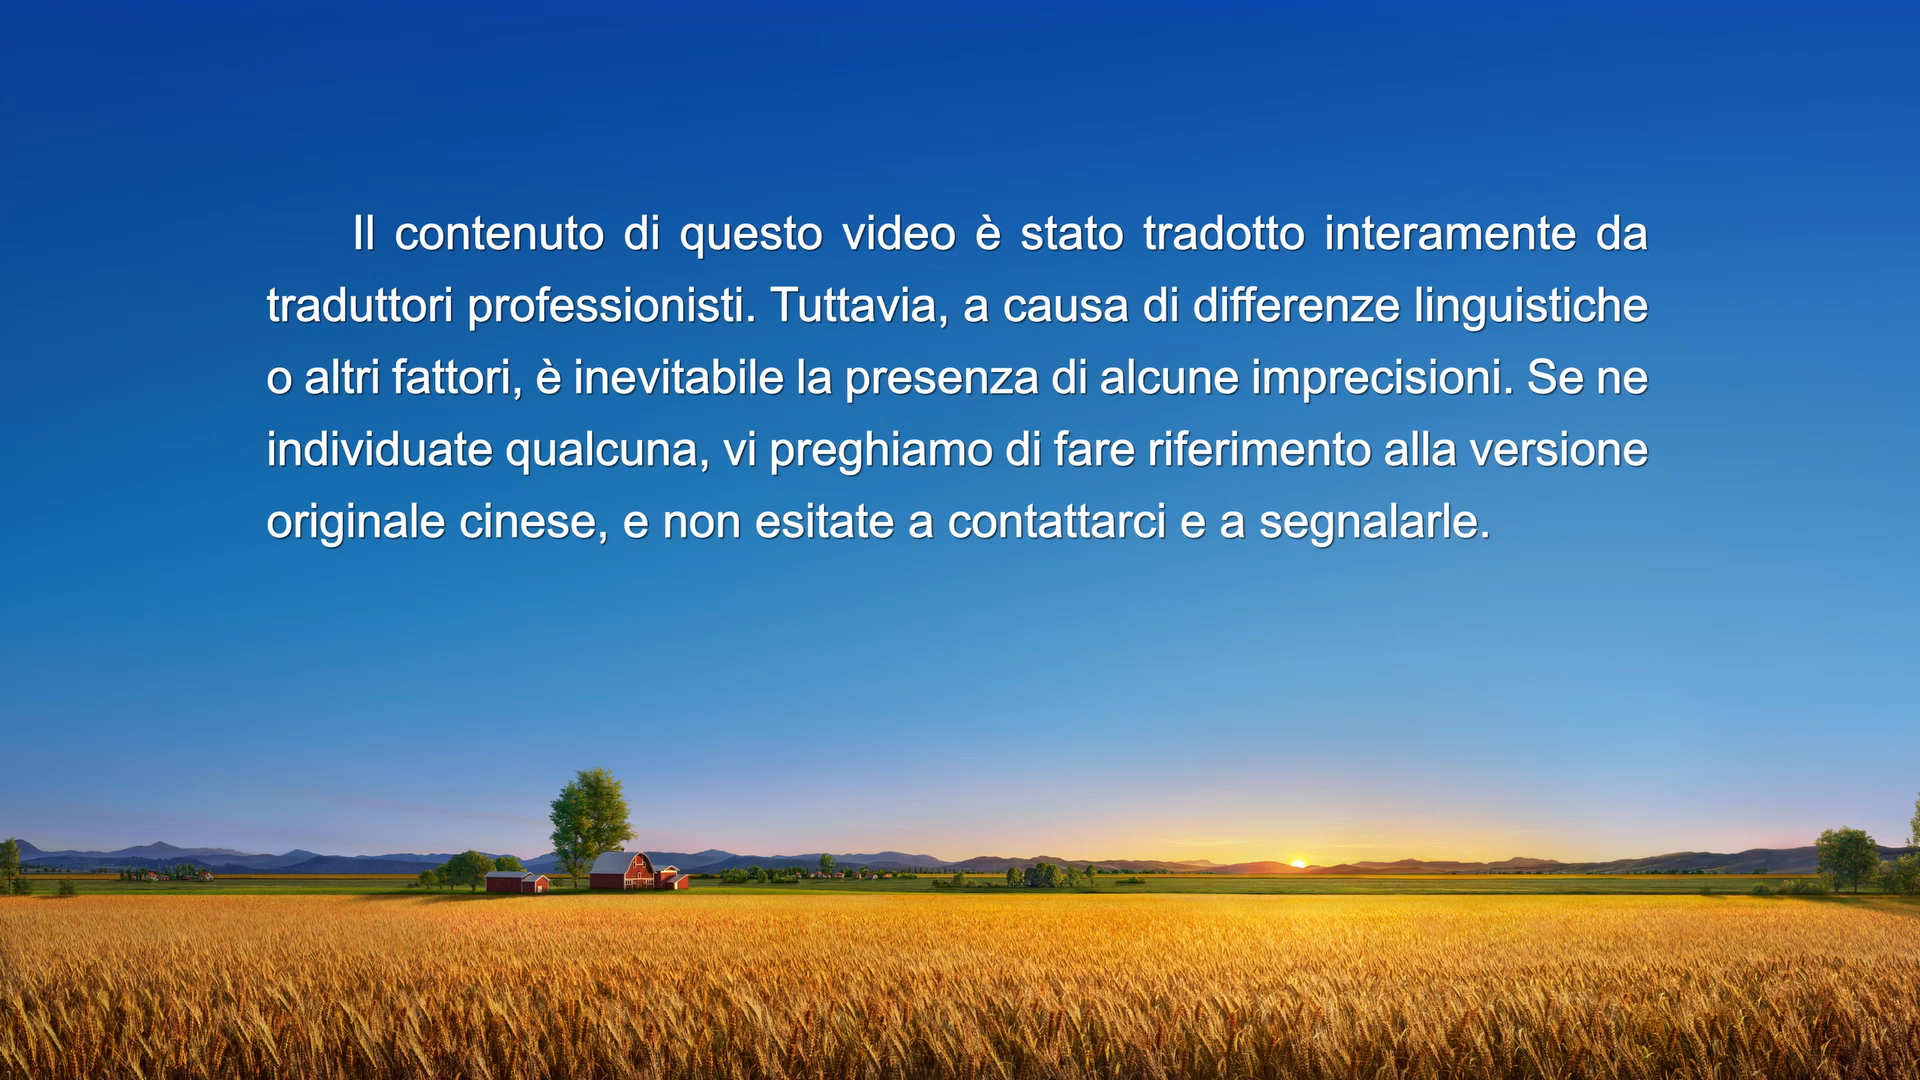 Il contenuto di questo video è stato tradotto interamente da
traduttori professionisti. Tuttavia, a causa di differenze linguistiche
o altri fattori, è inevitabile la presenza di alcune imprecisioni. Se ne
individuate qualcuna, vi preghiamo di fare riferimento alla versione
originale cinese, e non esitate a contattarci e a segnalarle.